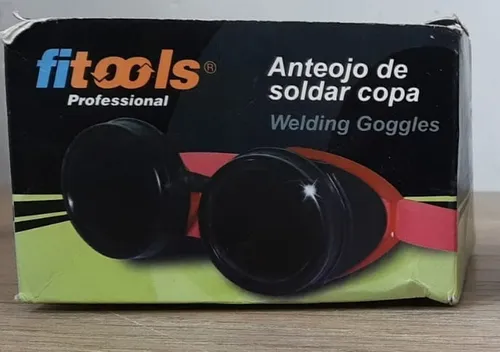 fitools®
Professional
Anteojo de
soldar copa
Welding Goggles